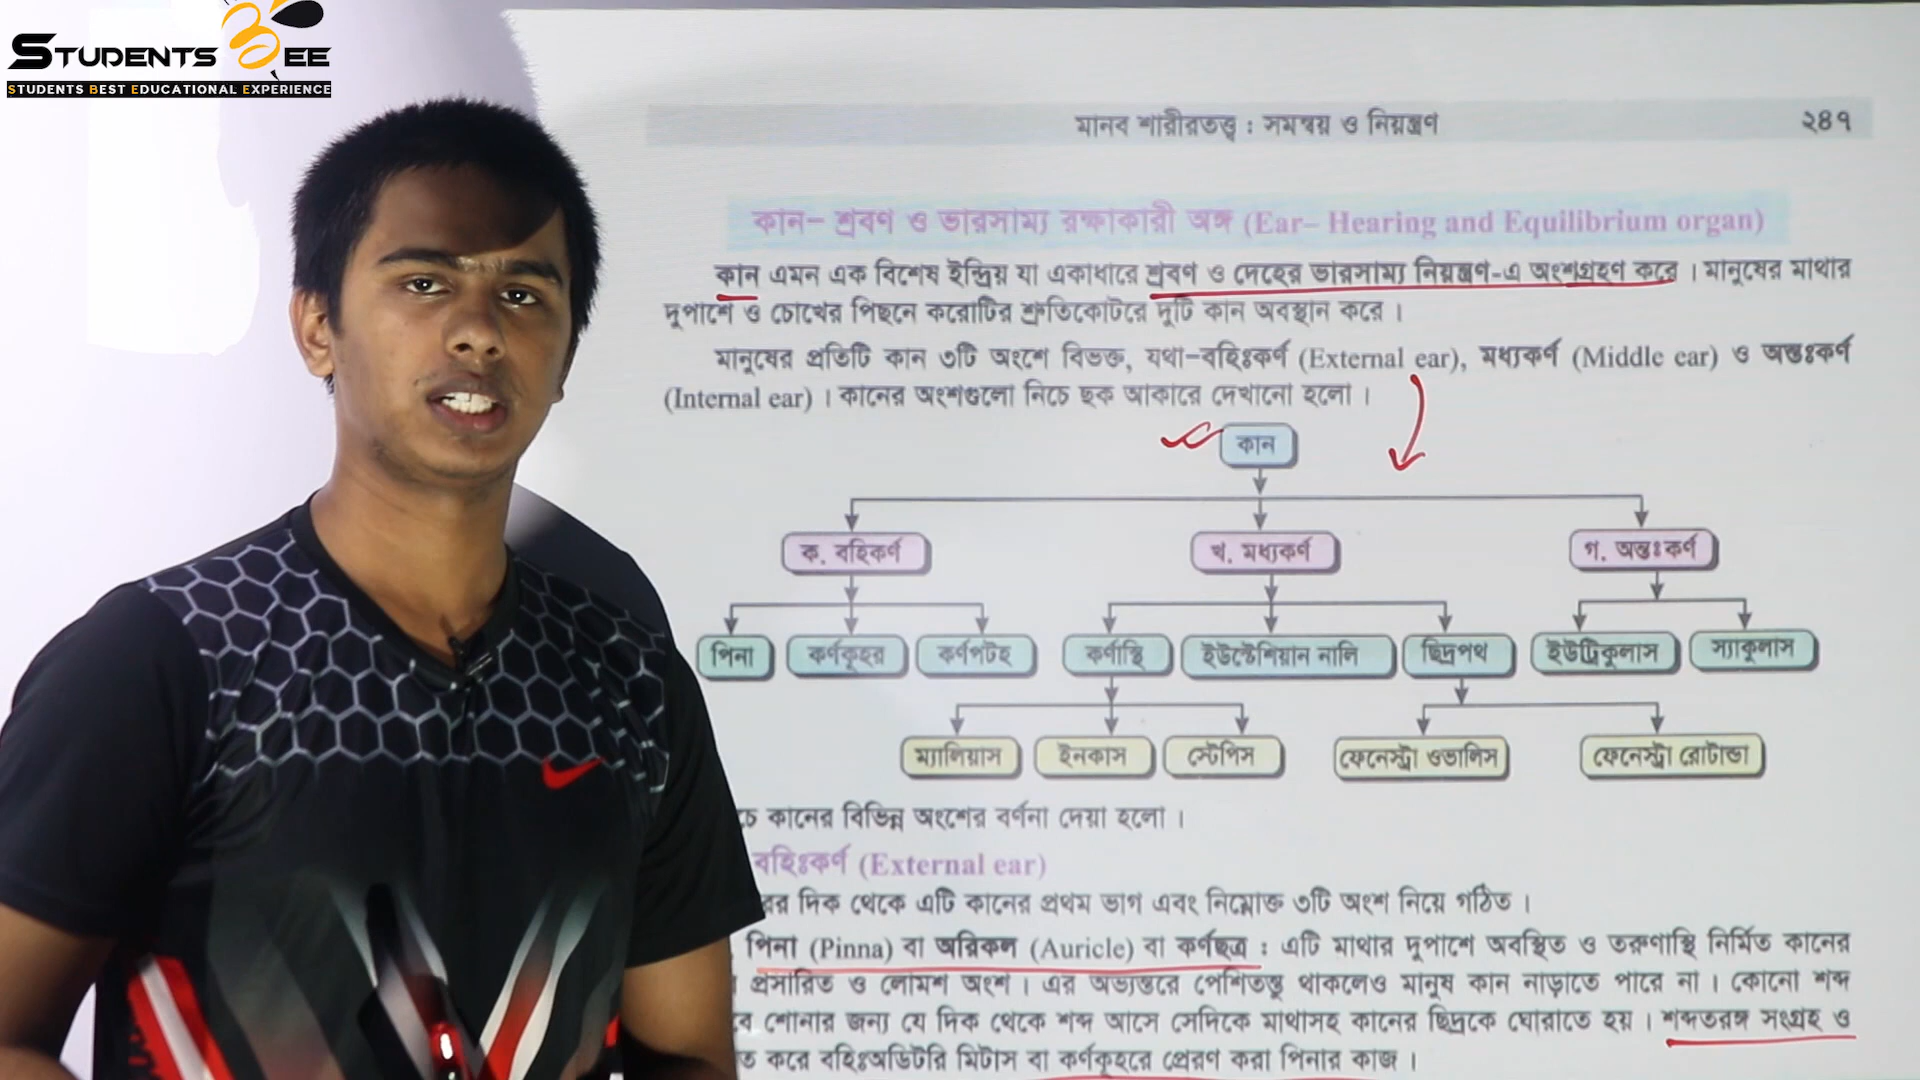 STUDENTS BEE
STUDENTS BEST EDUCATIONAL EXPERIENCE
মানব শারীরতত্ত্ব : সমন্বয় ও নিয়ন্ত্রণ ২৪৭
কান– শ্রবণ ও ভারসাম্য রক্ষাকারী অঙ্গ (Ear– Hearing and Equilibrium organ)
কান এমন এক বিশেষ ইন্দ্রিয় যা একাধারে শ্রবণ ও দেহের ভারসাম্য নিয়ন্ত্রণ-এ অংশগ্রহণ করে । মানুষের মাথার
দুপাশে ও চোখের পিছনে করোটির শ্রুতিকোটরে দুটি কান অবস্থান করে ।
মানুষের প্রতিটি কান ৩টি অংশে বিভক্ত, যথা–বহিঃকর্ণ (External ear), মধ্যকর্ণ (Middle ear) ও অন্তঃকর্ণ
(Internal ear) । কানের অংশগুলো নিচে ছক আকারে দেখানো হলো ।
কান
ক. বহিকর্ণ খ. মধ্যকর্ণ গ. অন্তঃকর্ণ
পিনা কর্ণকূহর কর্ণপটহ কর্ণাস্থি ইউস্টেশিয়ান নালি ছিদ্রপথ ইউট্রিকুলাস স্যাকুলাস
ম্যালিয়াস ইনকাস স্টেপিস ফেনেস্ট্রা ওভালিস ফেনেস্ট্রা রোটান্ডা
চে কানের বিভিন্ন অংশের বর্ণনা দেয়া হলো ।
বহিঃকর্ণ (External ear)
রর দিক থেকে এটি কানের প্রথম ভাগ এবং নিম্নোক্ত ৩টি অংশ নিয়ে গঠিত ।
পিনা (Pinna) বা অরিকল (Auricle) বা কর্ণছত্র : এটি মাথার দুপাশে অবস্থিত ও তরুণাস্থি নির্মিত কানের
প্রসারিত ও লোমশ অংশ । এর অভ্যন্তরে পেশিতন্তু থাকলেও মানুষ কান নাড়াতে পারে না । কোনো শব্দ
বে শোনার জন্য যে দিক থেকে শব্দ আসে সেদিকে মাথাসহ কানের ছিদ্রকে ঘোরাতে হয় । শব্দতরঙ্গ সংগ্রহ ও
ত করে বহিঃঅডিটরি মিটাস বা কর্ণকূহরে প্রেরণ করা পিনার কাজ ।